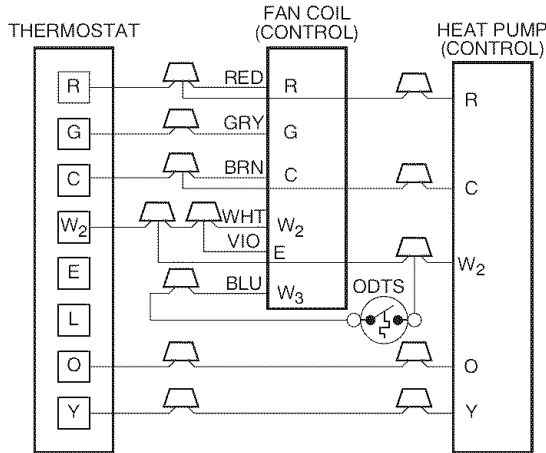 THERMOSTAT
FAN COIL
(CONTROL)
HEAT PUMP
(CONTROL)
R RED R R
G GRY G
C BRN C C
W2 WHT W2
VIO E W2
E BLU W3 ODTS
L
O O
Y Y